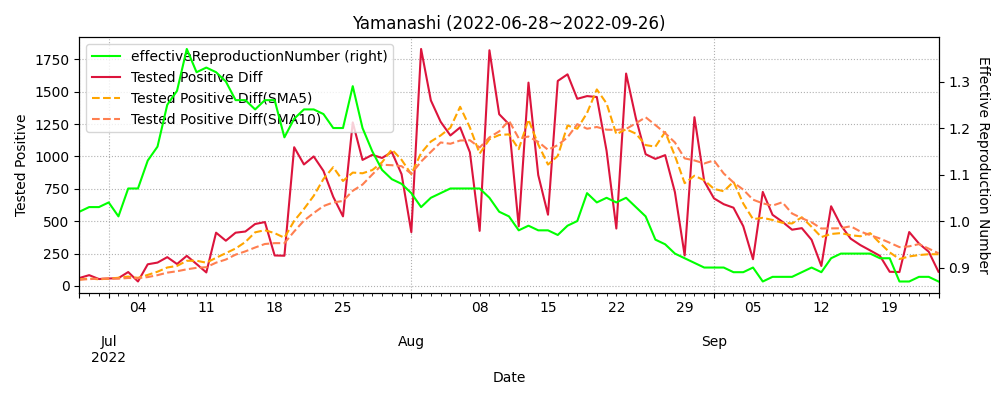 Yamanashi (2022-06-28~2022-09-26)
effectiveReproductionNumber (right)
Tested Positive Diff
Tested Positive Diff(SMA5)
Tested Positive Diff(SMA10)
Tested Positive
1750
1500
1250
1000
750
500
250
0
1.3
1.2
1.1
1.0
0.9
Effective Reproduction Number
04 11 18 25 08 15 22 29 05 12 19
Jul Aug Sep
2022
Date